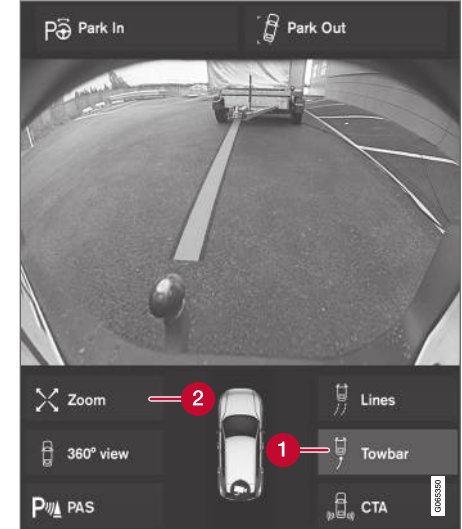 P Park In
Park Out
Zoom
2
Lines
360° view
1
Towbar
P PAS
CTA
G065350